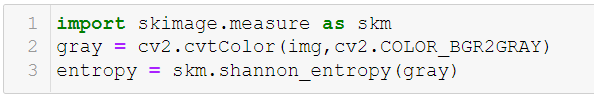 1 import skimage.measure as skm
2 gray = cv2.cvtColor(img,cv2.COLOR_BGR2GRAY)
3 entropy = skm.shannon_entropy(gray)